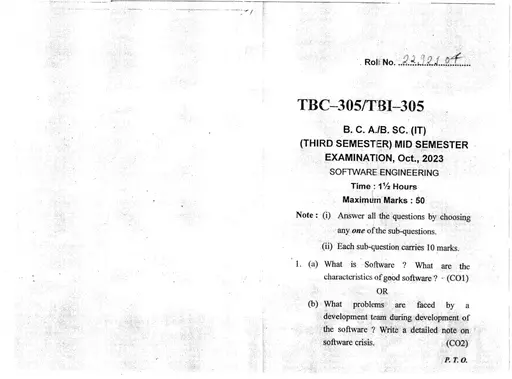 Roll No.
TBC–305/TBI–305
B. C. A./B. SC. (IT)
(THIRD SEMESTER) MID SEMESTER
EXAMINATION, Oct., 2023
SOFTWARE ENGINEERING
Time : 1½ Hours
Maximum Marks : 50
Note : (i) Answer all the questions by choosing
any one of the sub-questions.
(ii) Each sub-question carries 10 marks.
1. (a) What is Software ? What are the
characteristics of good software ? (CO1)
OR
(b) What problems are faced by a
development team during development of
the software ? Write a detailed note on
software crisis. (CO2)
P. T. O.